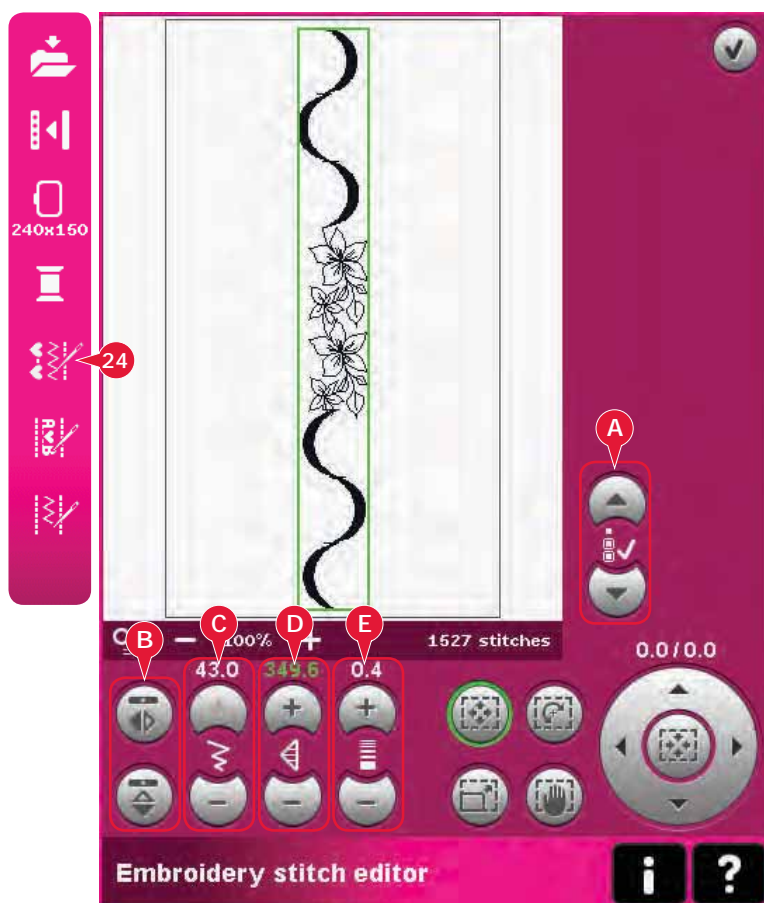 240x150
24
A
B
C
D
E
100%
1527 stitches
43.0
349.6
0.4
0.0/0.0
Embroidery stitch editor
i
?